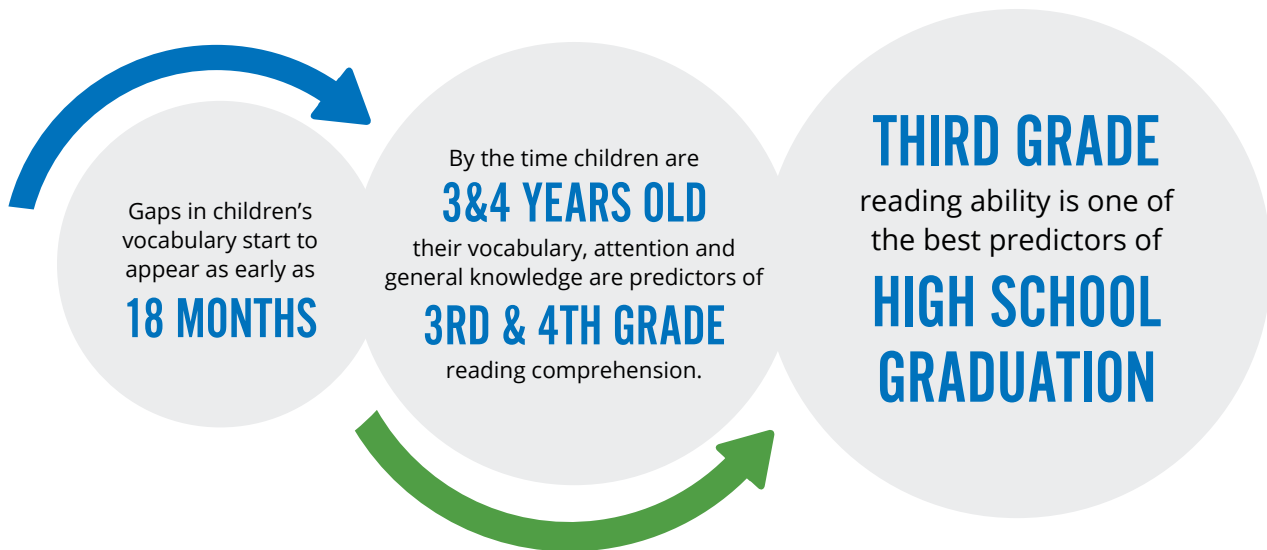 Gaps in children’s
vocabulary start to
appear as early as
18 MONTHS
By the time children are
3&4 YEARS OLD
their vocabulary, attention and
general knowledge are predictors of
3RD & 4TH GRADE
reading comprehension.
THIRD GRADE
reading ability is one of
the best predictors of
HIGH SCHOOL
GRADUATION